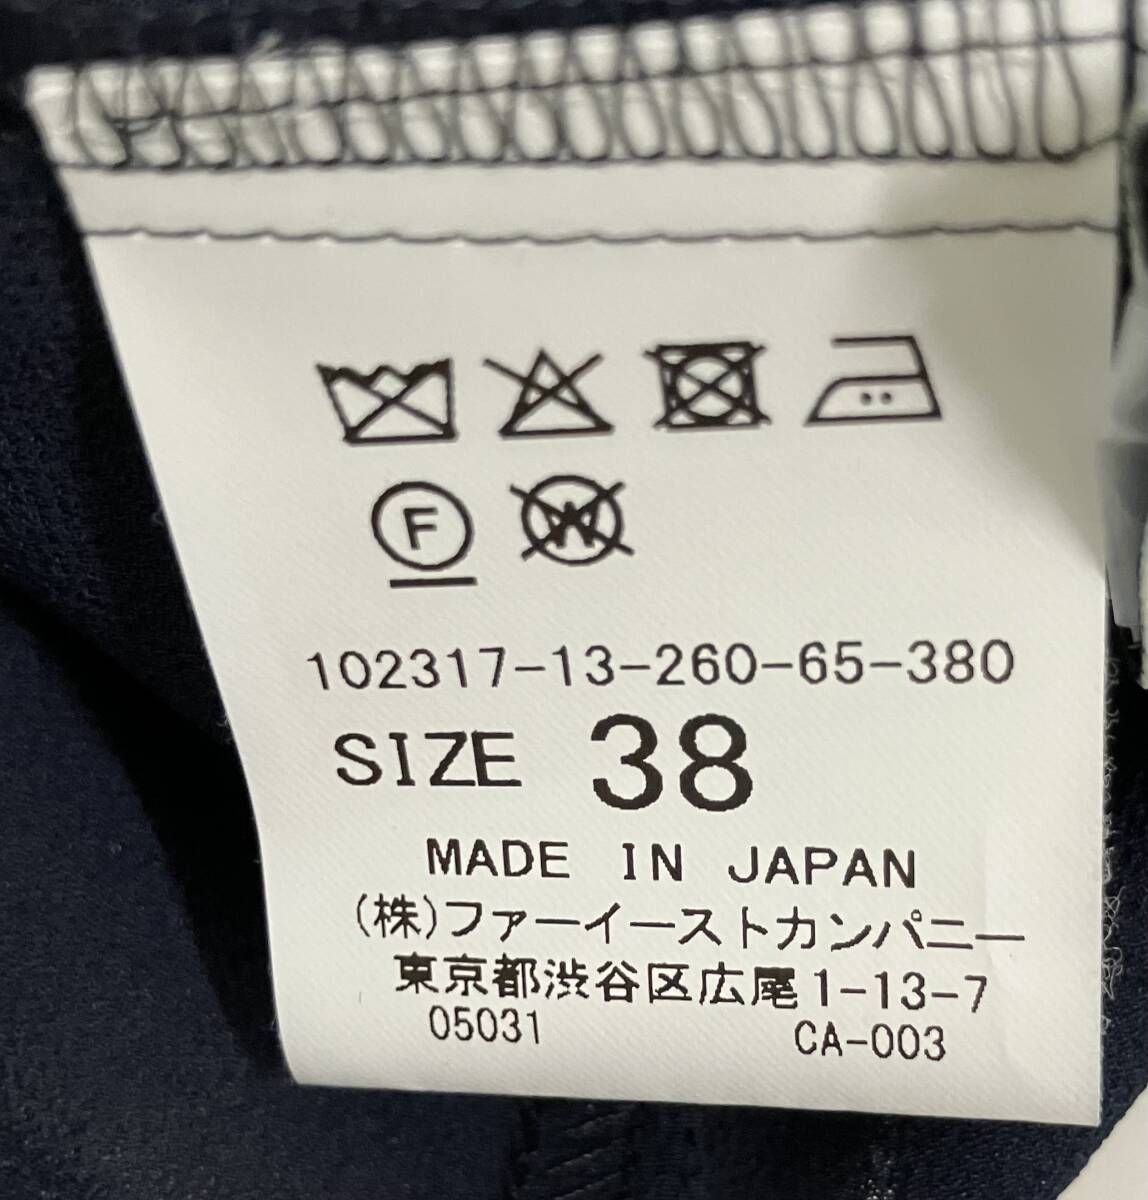 F W
102317-13-260-65-380
SIZE 38
MADE IN JAPAN
(株)ファーイーストカンパニー
東京都渋谷区広尾1-13-7
05031 CA-003